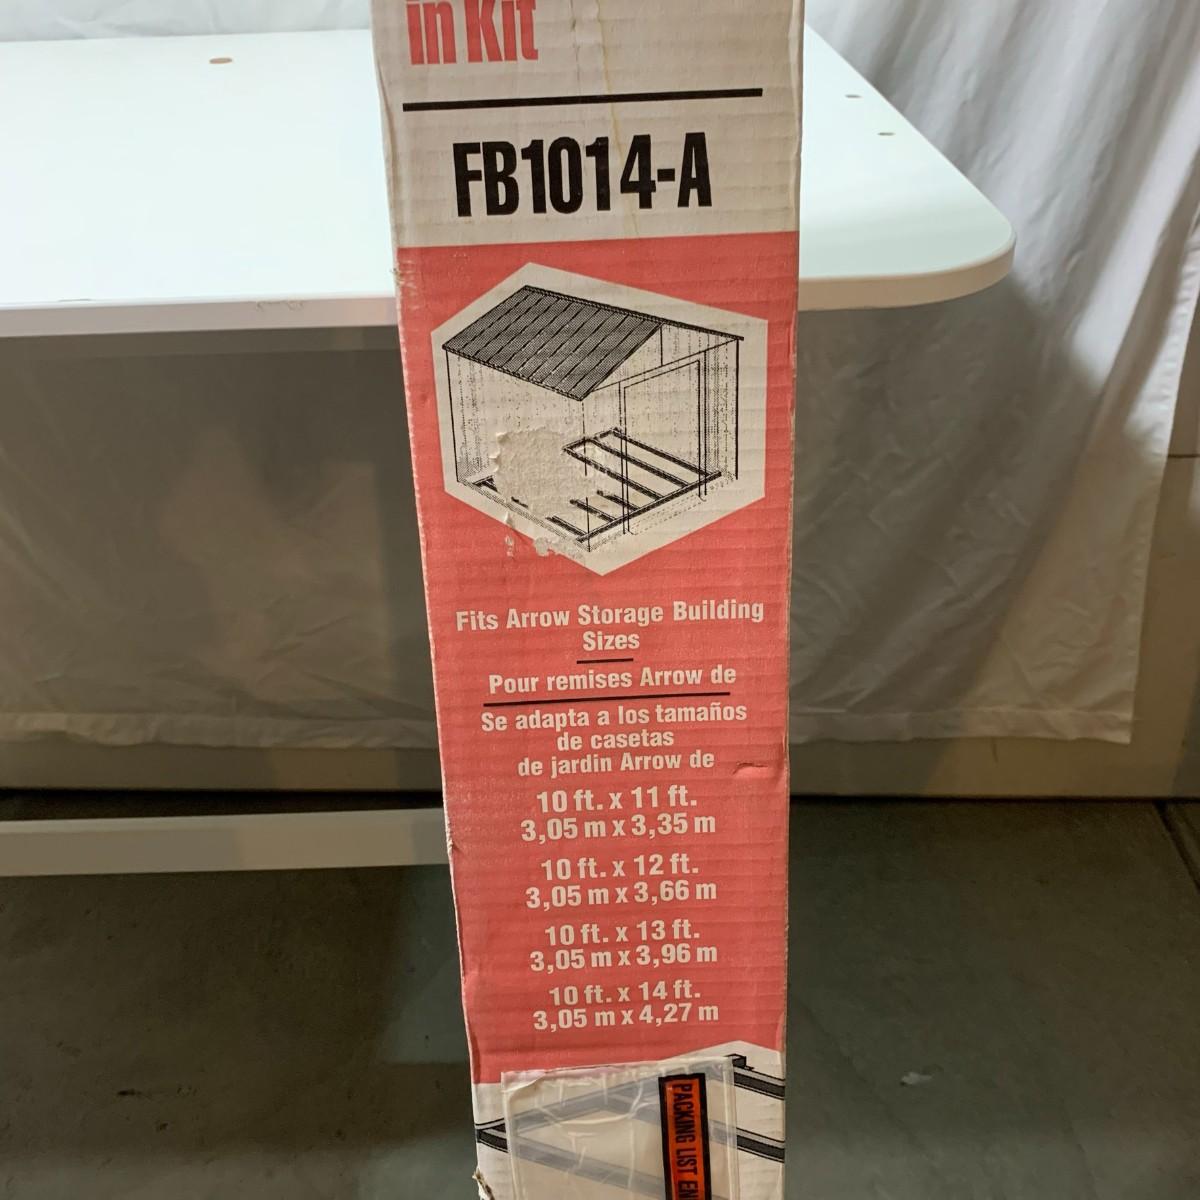 in Kit
FB1014-A
Fits Arrow Storage Building
Sizes
Pour remises Arrow de
Se adapta a los tamaños
de casetas
de jardin Arrow de
10 ft. x 11 ft.
3,05 m x 3,35 m
10 ft. x 12 ft.
3,05 m x 3,66 m
10 ft. x 13 ft.
3,05 m x 3,96 m
10 ft. x 14 ft.
3,05 m x 4,27 m
PACKING LIST EN